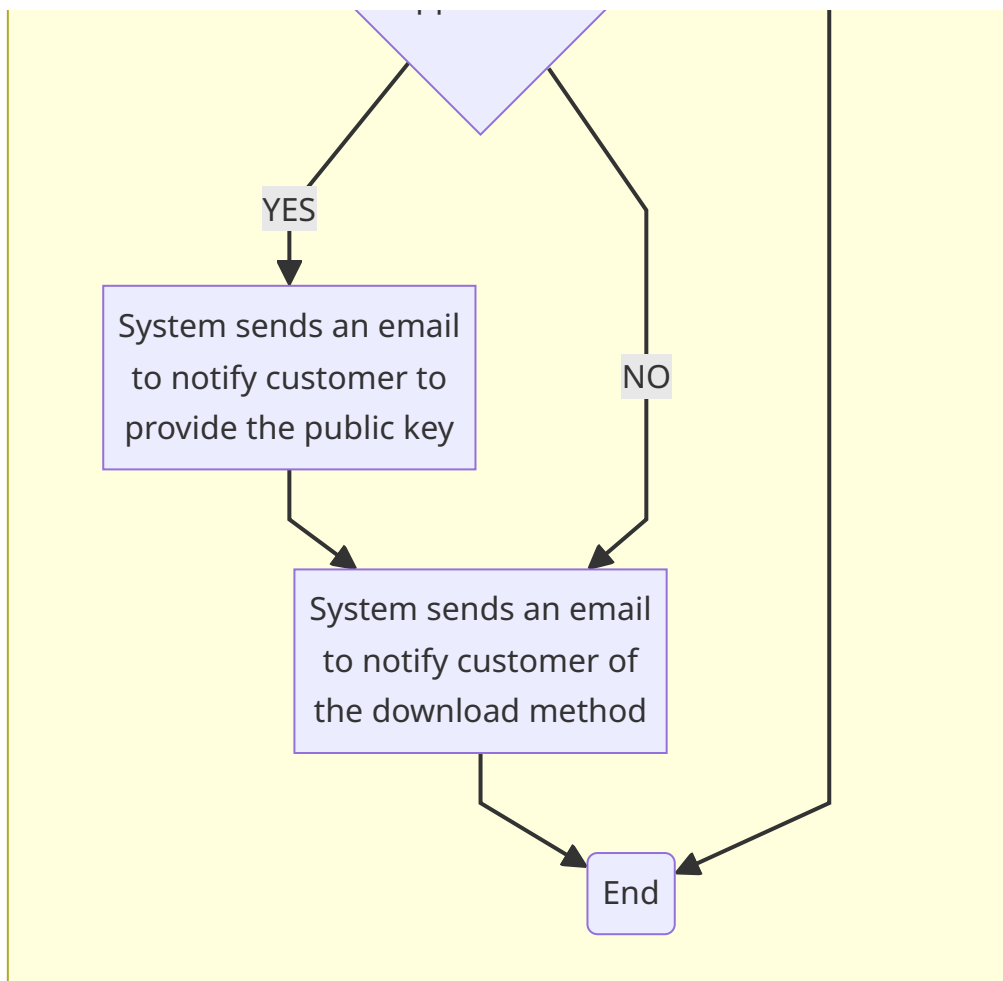 YES
System sends an email
to notify customer to
provide the public key
NO
System sends an email
to notify customer of
the download method
End